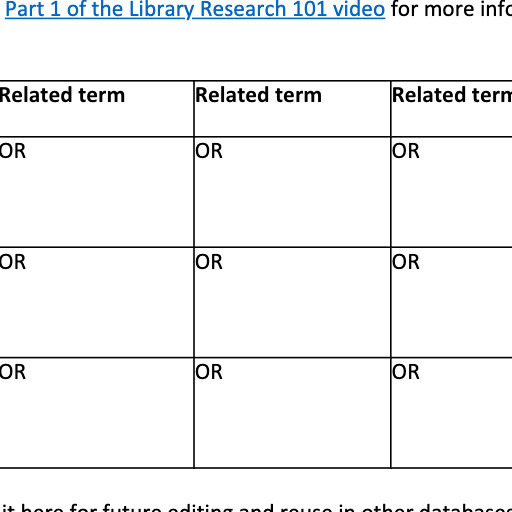 Part 1 of the Library Research 101 video for more info
Related term Related term Related term
OR OR OR
OR OR OR
OR OR OR
it here for future editing and reuse in other databases